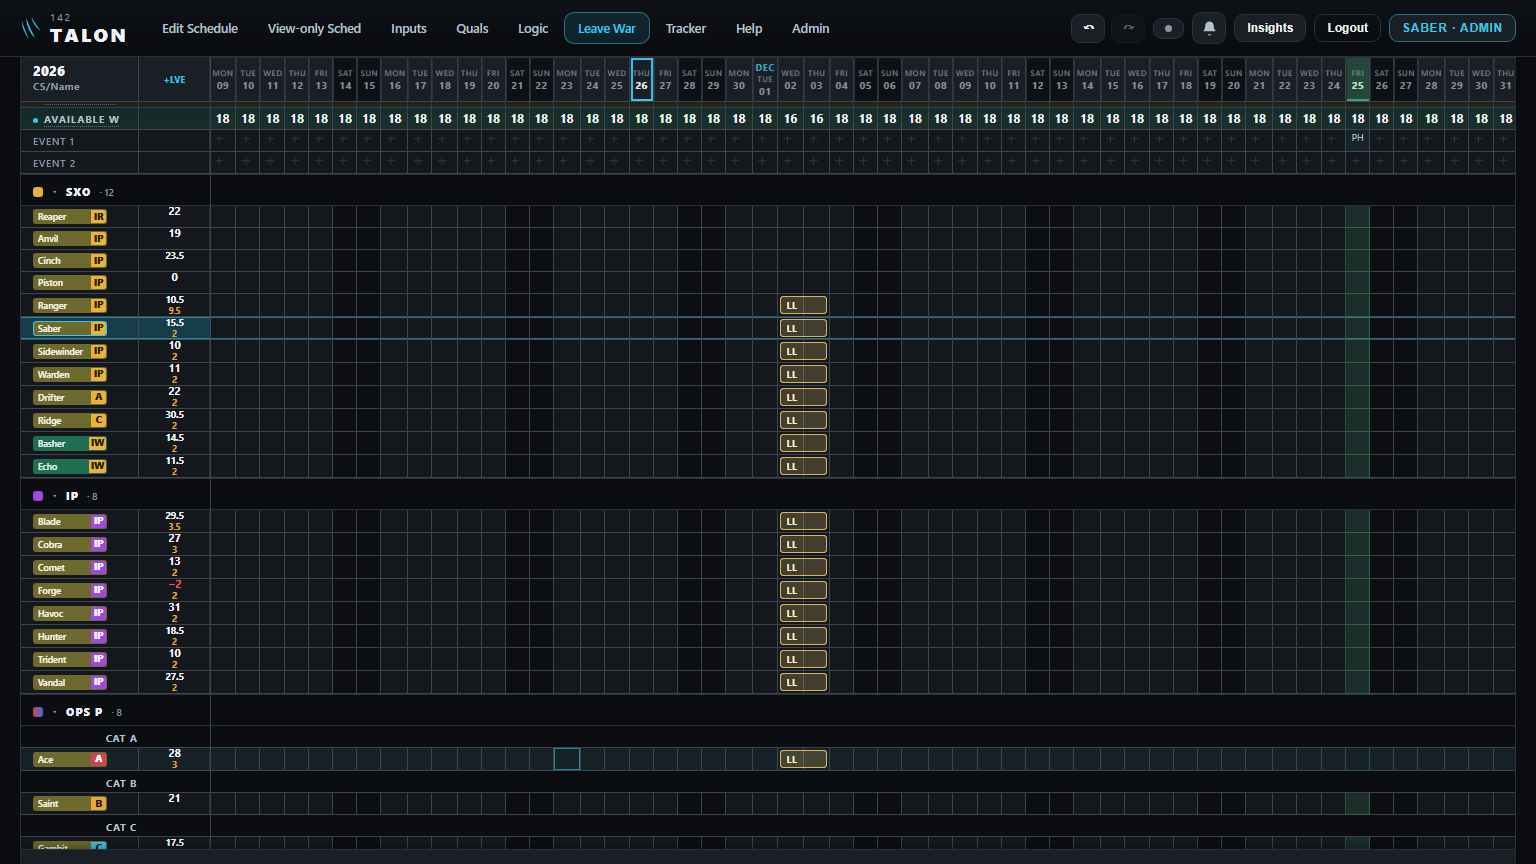 142
TALON
Edit Schedule
View-only Sched
Inputs
Quals
Logic
Leave War
Tracker
Help
Admin
Insights
Logout
SABER · ADMIN
2026
CS/Name
+LVE
MON 09 TUE 10 WED 11 THU 12 FRI 13 SAT 14 SUN 15 MON 16 TUE 17 WED 18 THU 19 FRI 20 SAT 21 SUN 22 MON 23 TUE 24 WED 25 THU 26 FRI 27 SAT 28 SUN 29 MON 30 DEC TUE 01 WED 02 THU 03 FRI 04 SAT 05 SUN 06 MON 07 TUE 08 WED 09 THU 10 FRI 11 SAT 12 SUN 13 MON 14 TUE 15 WED 16 THU 17 FRI 18 SAT 19 SUN 20 MON 21 TUE 22 WED 23 THU 24 FRI 25 SAT 26 SUN 27 MON 28 TUE 29 WED 30 THU 31
AVAILABLE W 18 18 18 18 18 18 18 18 18 18 18 18 18 18 18 18 18 18 18 18 18 18 18 16 16 18 18 18 18 18 18 18 18 18 18 18 18 18 18 18 18 18 18 18 18 18 18 18 18 18 18 18 18
EVENT 1 PH
EVENT 2
SXO · 12
Reaper IR 22
Anvil IP 19
Cinch IP 23.5
Piston IP 0
Ranger IP 10.5 9.5 LL
Saber IP 15.5 2 LL
Sidewinder IP 10 2 LL
Warden IP 11 2 LL
Drifter A 22 2 LL
Ridge C 30.5 2 LL
Basher IW 14.5 2 LL
Echo IW 11.5 2 LL
IP · 8
Blade IP 29.5 3.5 LL
Cobra IP 27 3 LL
Comet IP 13 2 LL
Forge IP −2 2 LL
Havoc IP 31 2 LL
Hunter IP 18.5 2 LL
Trident IP 10 2 LL
Vandal IP 27.5 2 LL
OPS P · 8
CAT A
Ace A 28 3 LL
CAT B
Saint B 21
CAT C
Gambit C 17.5